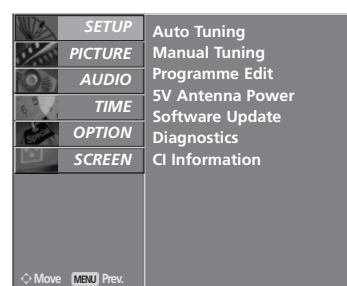 SETUP
PICTURE
AUDIO
TIME
OPTION
SCREEN
Auto Tuning
Manual Tuning
Programme Edit
5V Antenna Power
Software Update
Diagnostics
CI Information
Move MENU Prev.